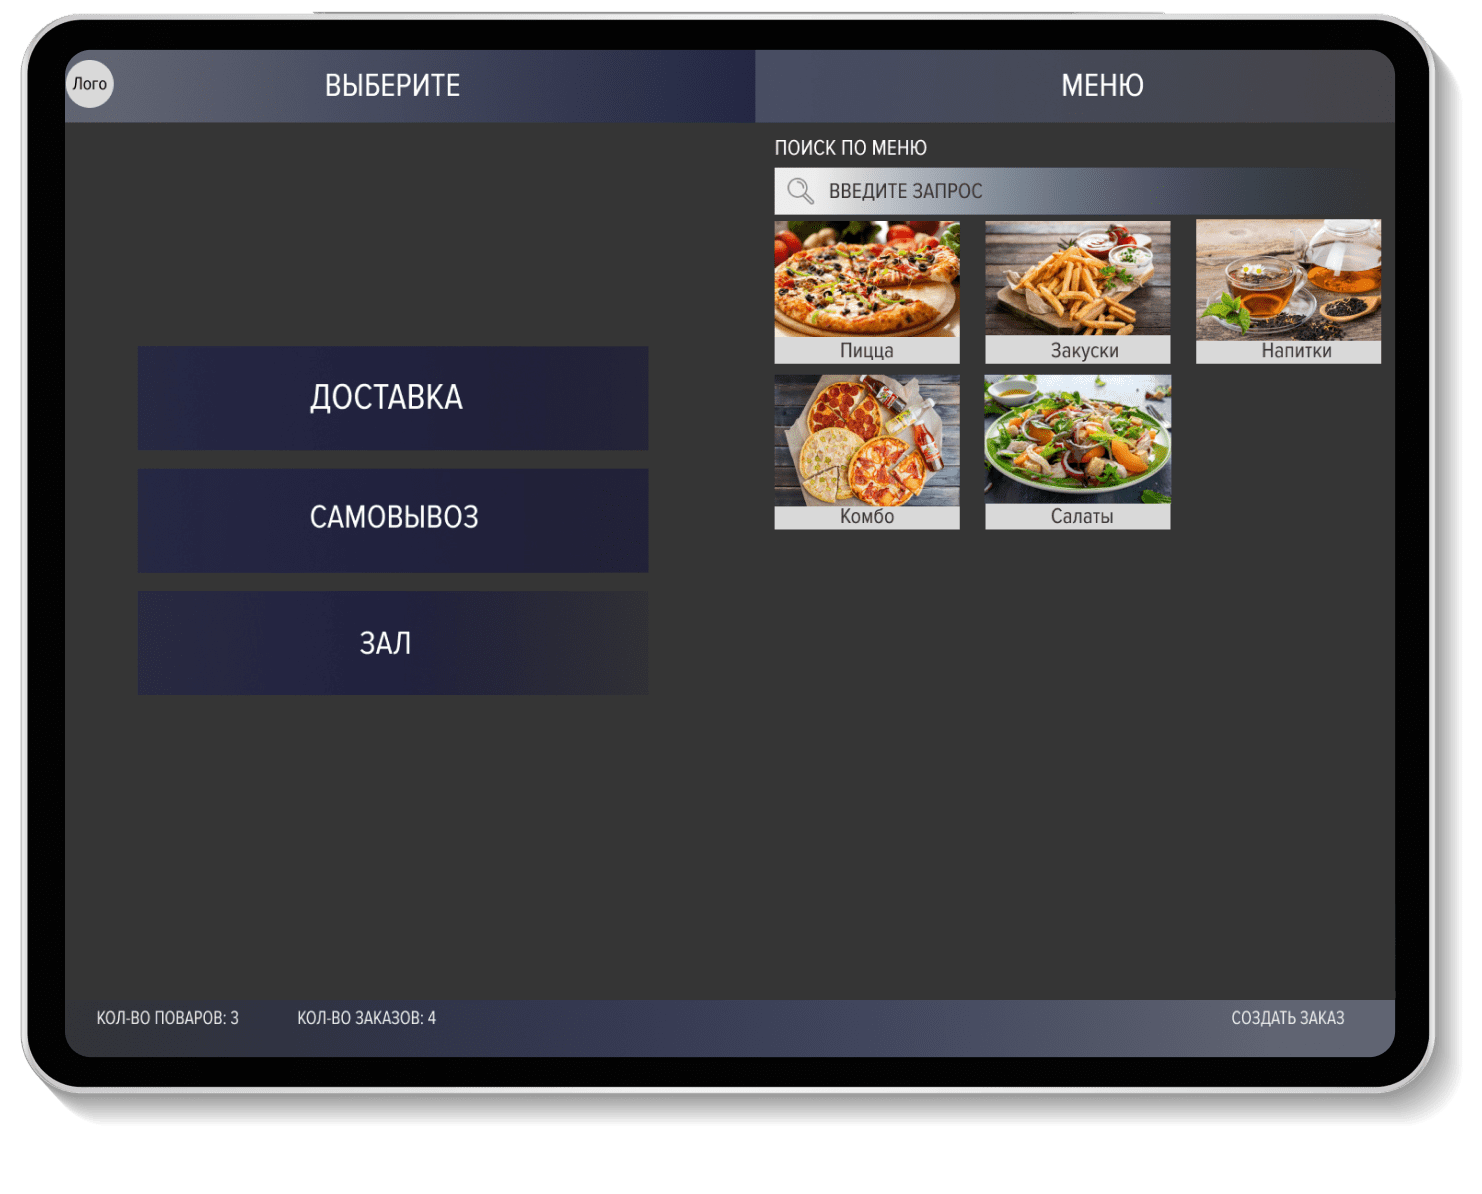 Лого
ВЫБЕРИТЕ
МЕНЮ
ПОИСК ПО МЕНЮ
ВВЕДИТЕ ЗАПРОС
Пицца
Закуски
Напитки
Комбо
Салаты
ДОСТАВКА
САМОВЫВОЗ
ЗАЛ
КОЛ-ВО ПОВАРОВ: 3
КОЛ-ВО ЗАКАЗОВ: 4
СОЗДАТЬ ЗАКАЗ